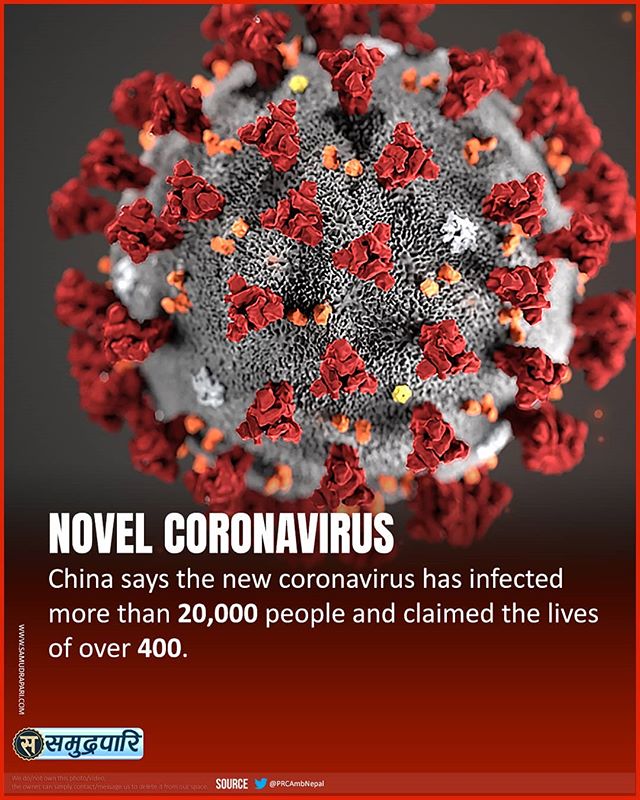 NOVEL CORONAVIRUS
China says the new coronavirus has infected
more than 20,000 people and claimed the lives
of over 400.
WWW.SAMUDRAPARI.COM
स समुद्रपारि
We do/not own this photo/video,
the owner can simply contact/message us to delete it from our space.
SOURCE @PRCAmbNepal